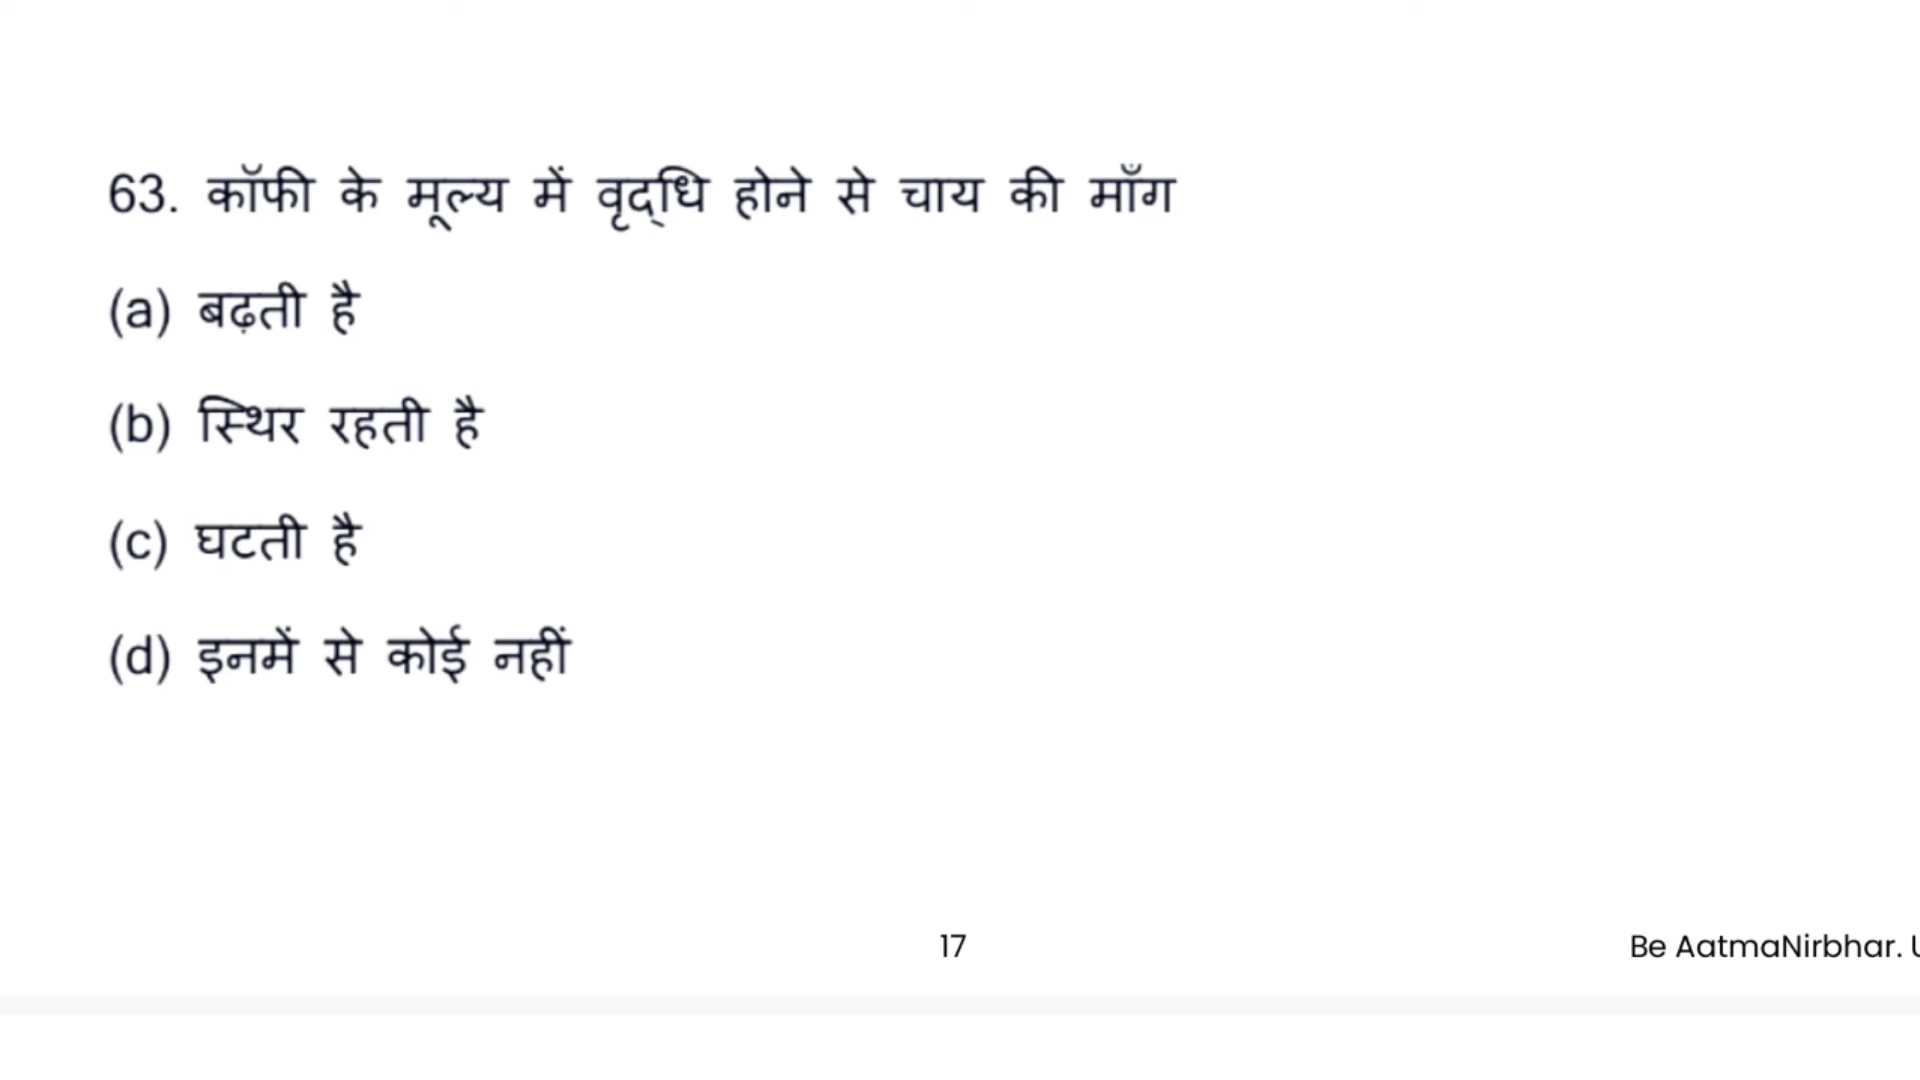 63. कॉफी के मूल्य में वृद्‌धि होने से चाय की माँग
(a) बढ़ती है
(b) स्थिर रहती है
(c) घटती है
(d) इनमें से कोई नहीं
17
Be AatmaNirbhar.